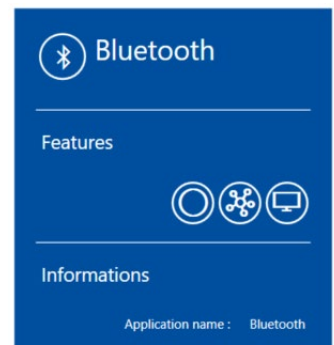 Bluetooth
Features
Informations
Application name : Bluetooth